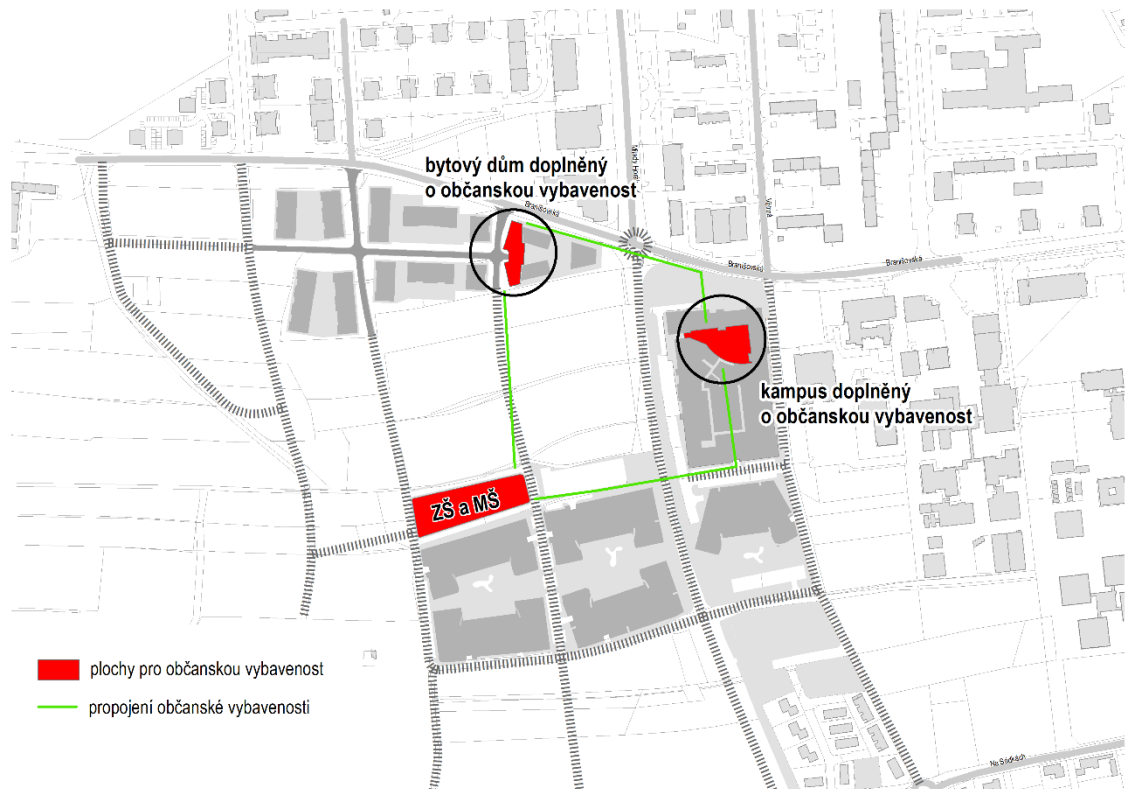 bytový dům doplněný
o občanskou vybavenost
Branišovská
Branišovská
Branišovská
kampus doplněný
o občanskou vybavenost
ZŠ a MŠ
plochy pro občanskou vybavenost
propojení občanské vybavenosti
Na Sádkách